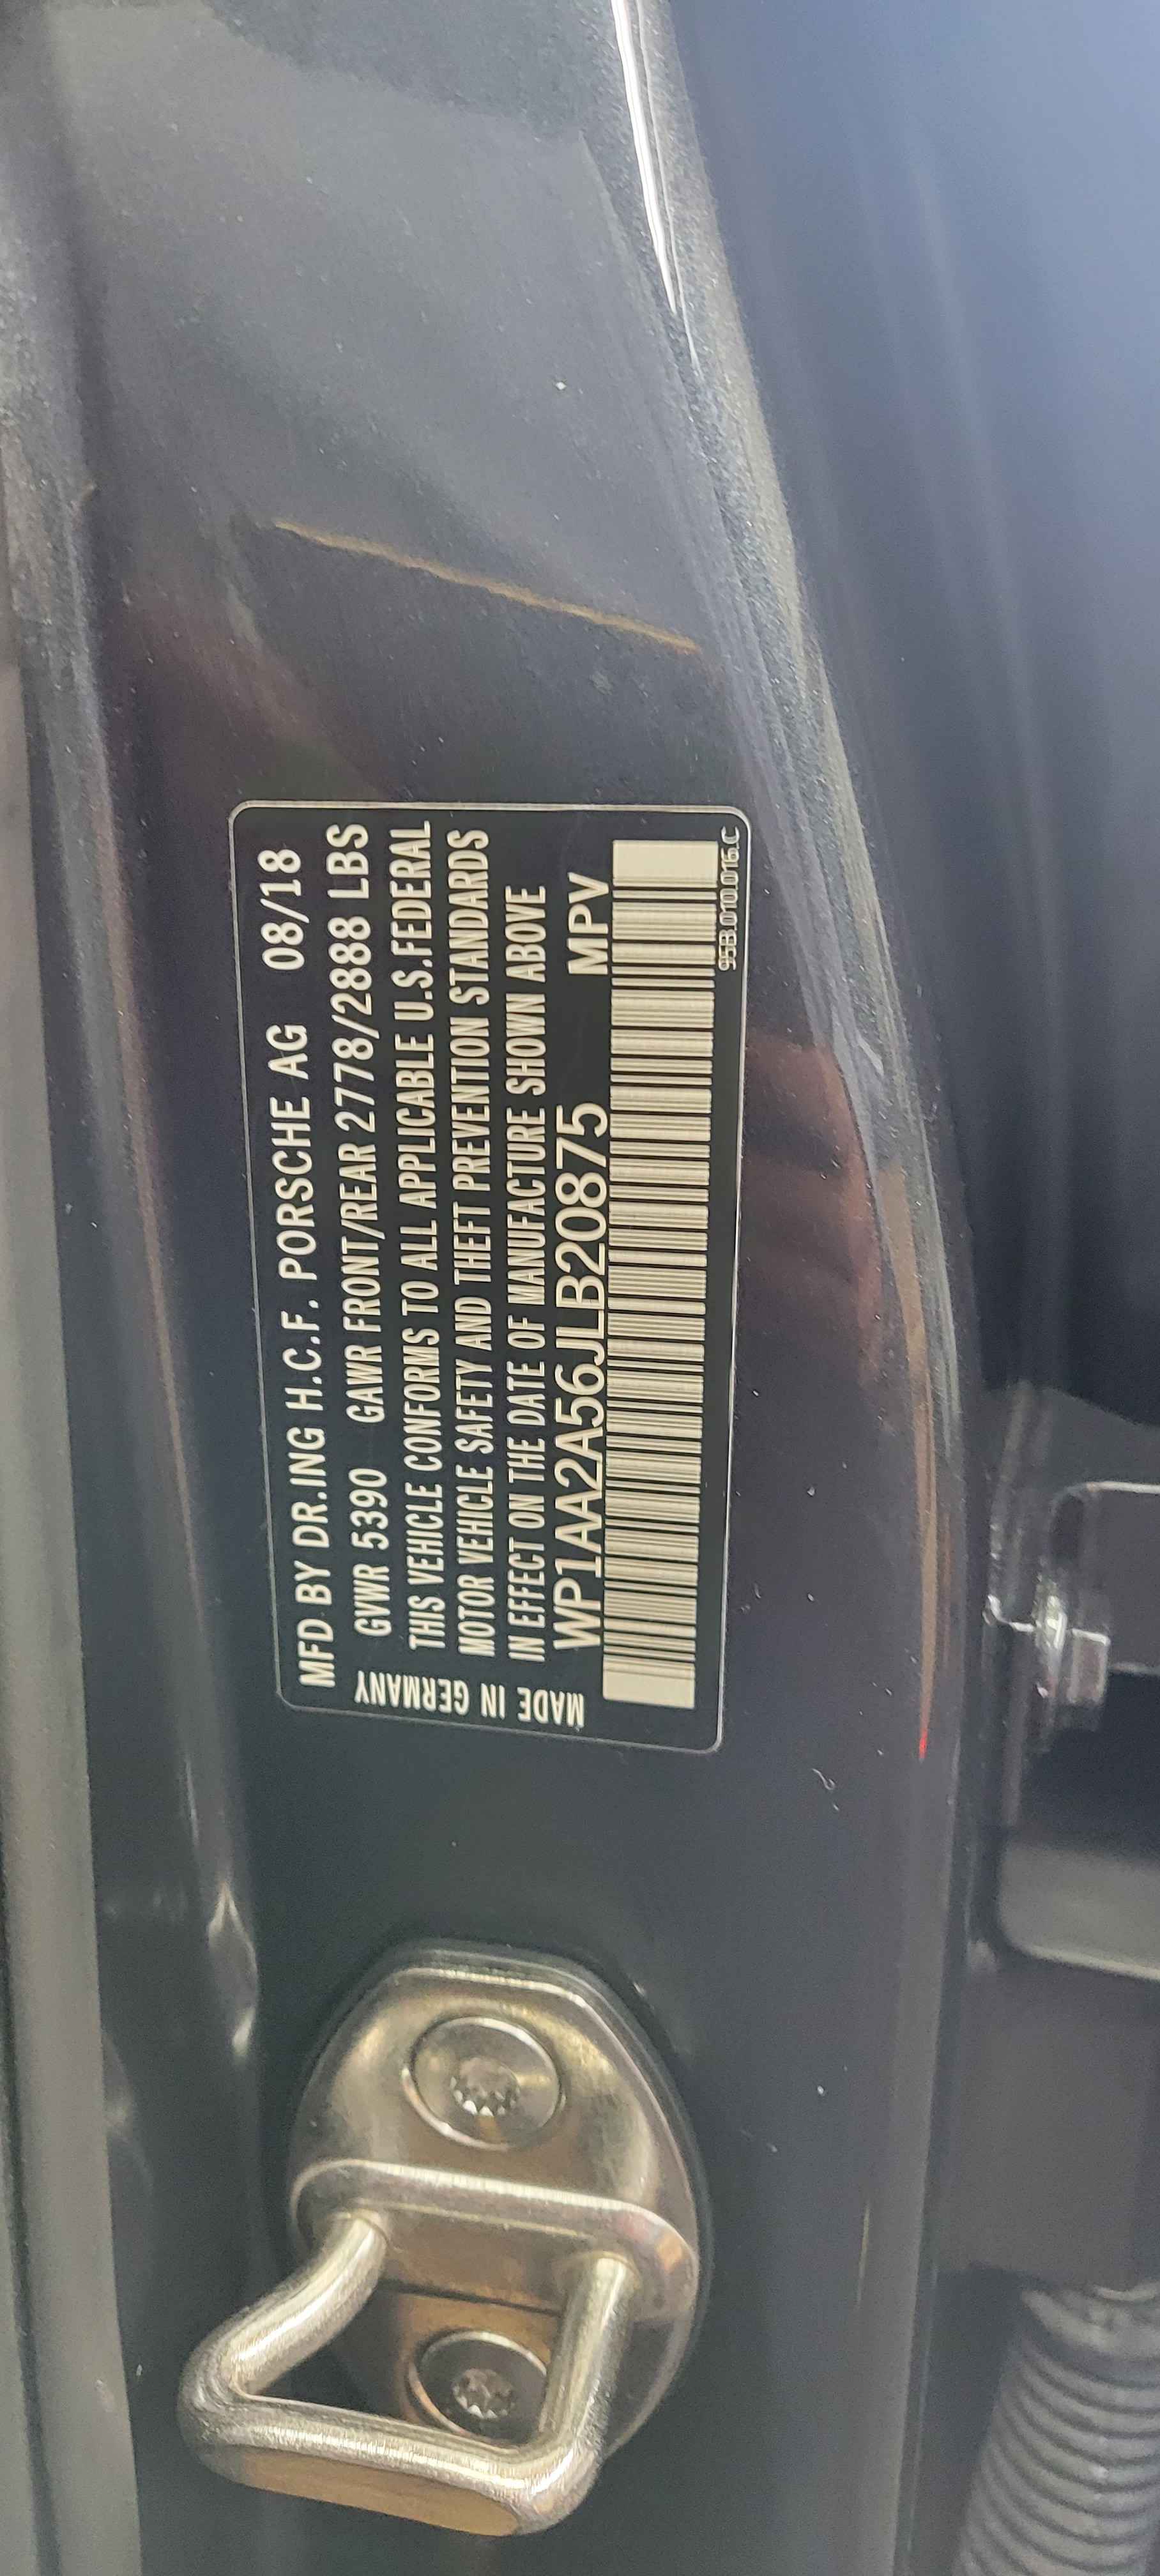 MFD BY DR.ING H.C.F. PORSCHE AG 08/18
GVWR 5390 GAWR FRONT/REAR 2778/2888 LBS
THIS VEHICLE CONFORMS TO ALL APPLICABLE U.S.FEDERAL
MOTOR VEHICLE SAFETY AND THEFT PREVENTION STANDARDS
IN EFFECT ON THE DATE OF MANUFACTURE SHOWN ABOVE
WP1AA2A56JLB20875 MPV
MADE IN GERMANY
95B.010.016.C